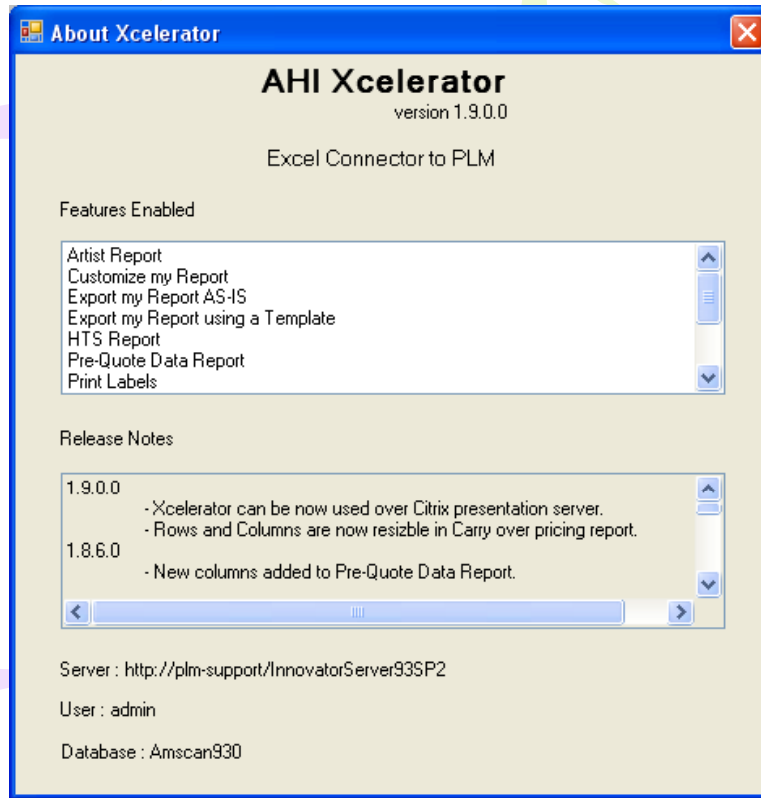 About Xcelerator
AHI Xcelerator
version 1.9.0.0
Excel Connector to PLM
Features Enabled
Artist Report
Customize my Report
Export my Report AS-IS
Export my Report using a Template
HTS Report
Pre-Quote Data Report
Print Labels
Release Notes
1.9.0.0
- Xcelerator can be now used over Citrix presentation server.
- Rows and Columns are now resizble in Carry over pricing report.
1.8.6.0
- New columns added to Pre-Quote Data Report.
Server : http://plm-support/InnovatorServer93SP2
User : admin
Database : Amscan930